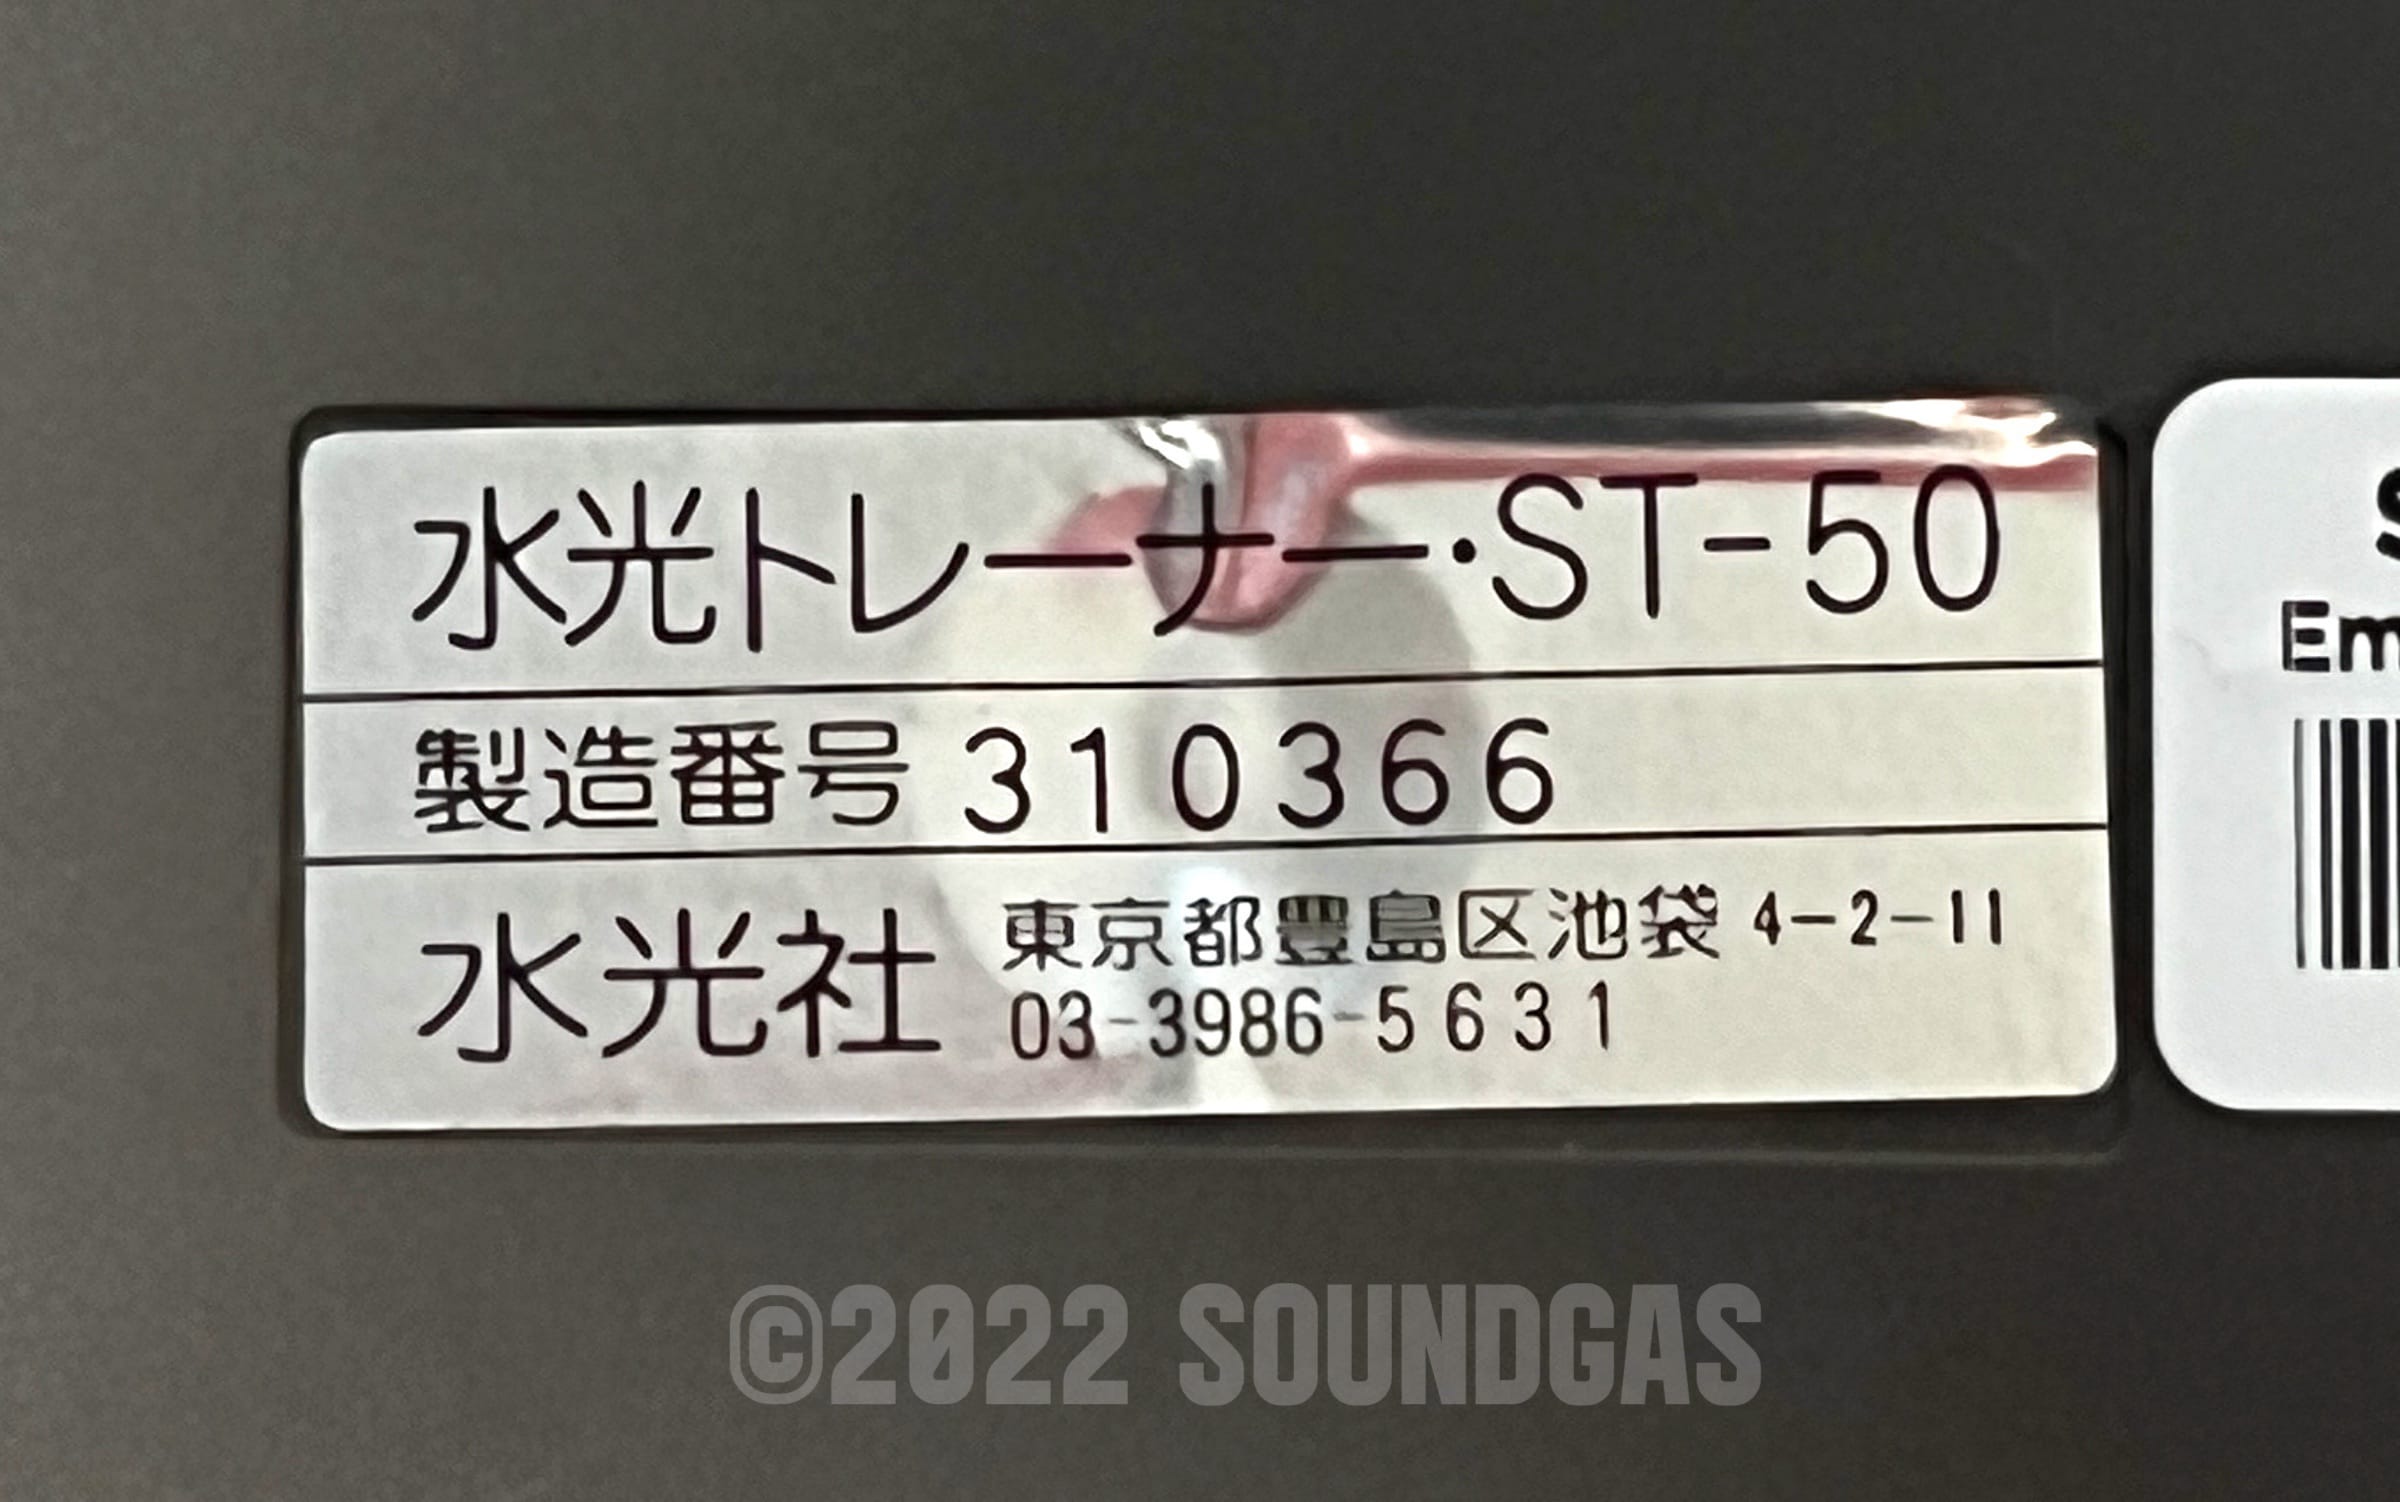 水光トレーナー・ST-50
製造番号 310366
水光社 東京都豊島区池袋 4-2-11
03-3986-5631
Em
©2022 SOUNDGAS